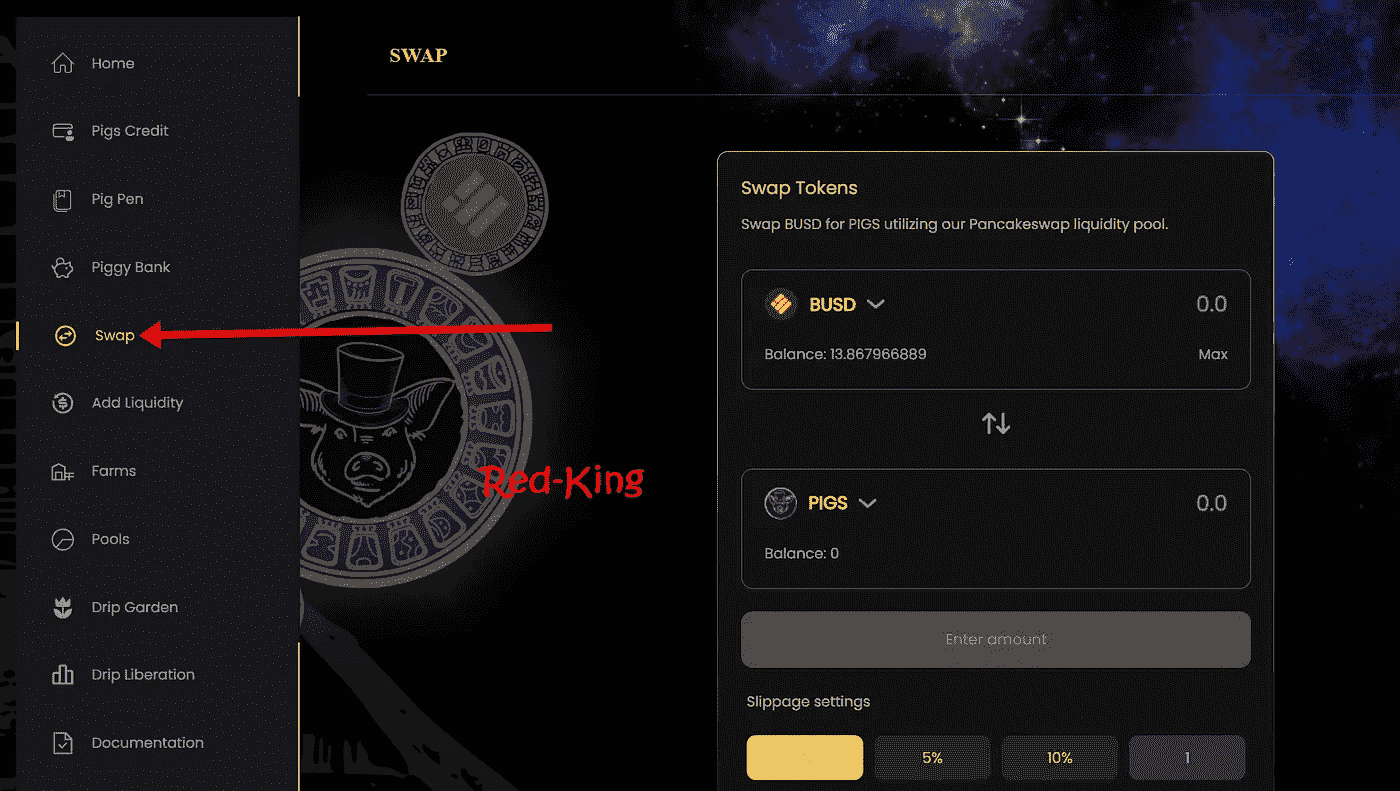 Home
Pigs Credit
Pig Pen
Piggy Bank
Swap
Add Liquidity
Farms
Pools
Drip Garden
Drip Liberation
Documentation
SWAP
Red-King
Swap Tokens
Swap BUSD for PIGS utilizing our Pancakeswap liquidity pool.
BUSD 0.0
Balance: 13.867966889 Max
PIGS 0.0
Balance: 0
Enter amount
Slippage settings
5% 10% 1